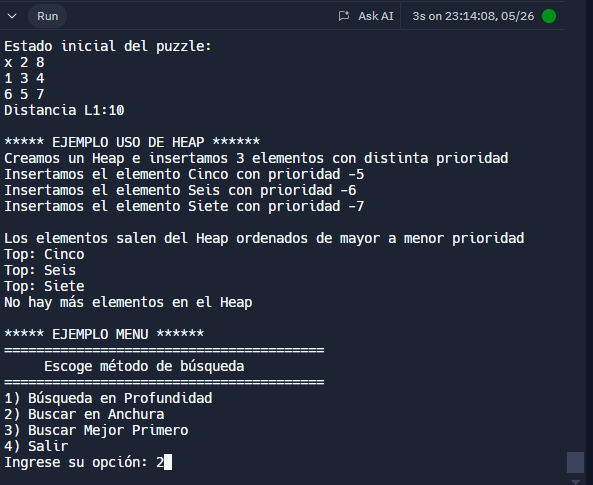 Run Ask AI 3s on 23:14:08, 05/26
Estado inicial del puzzle:
x 2 8
1 3 4
6 5 7
Distancia L1:10
***** EJEMPLO USO DE HEAP ******
Creamos un Heap e insertamos 3 elementos con distinta prioridad
Insertamos el elemento Cinco con prioridad -5
Insertamos el elemento Seis con prioridad -6
Insertamos el elemento Siete con prioridad -7
Los elementos salen del Heap ordenados de mayor a menor prioridad
Top: Cinco
Top: Seis
Top: Siete
No hay más elementos en el Heap
***** EJEMPLO MENU ******
========================================
Escoge método de búsqueda
========================================
1) Búsqueda en Profundidad
2) Buscar en Anchura
3) Buscar Mejor Primero
4) Salir
Ingrese su opción: 2